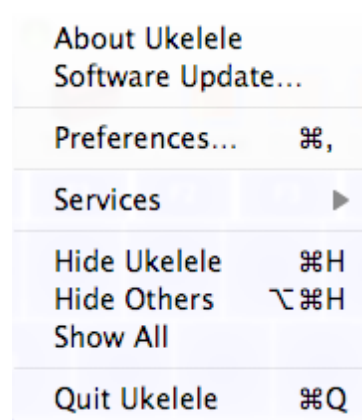 About Ukelele
Software Update...
Preferences... ⌘,
Services ▶
Hide Ukelele ⌘H
Hide Others ⌥⌘H
Show All
Quit Ukelele ⌘Q